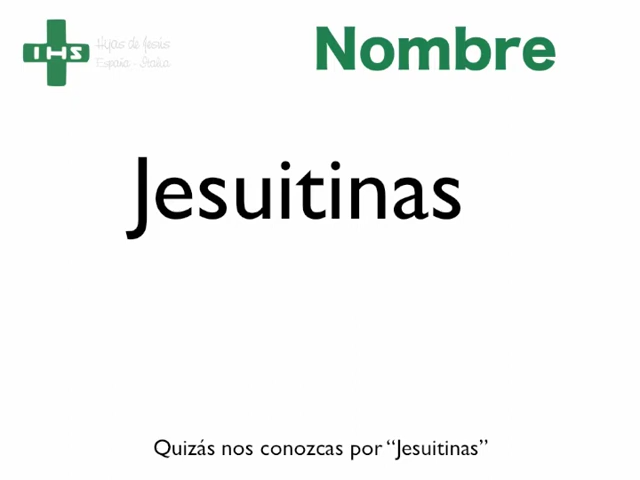 IHS
Hijas de Jesús
España - Italia
Nombre
Jesuitinas
Quizás nos conozcas por “Jesuitinas”